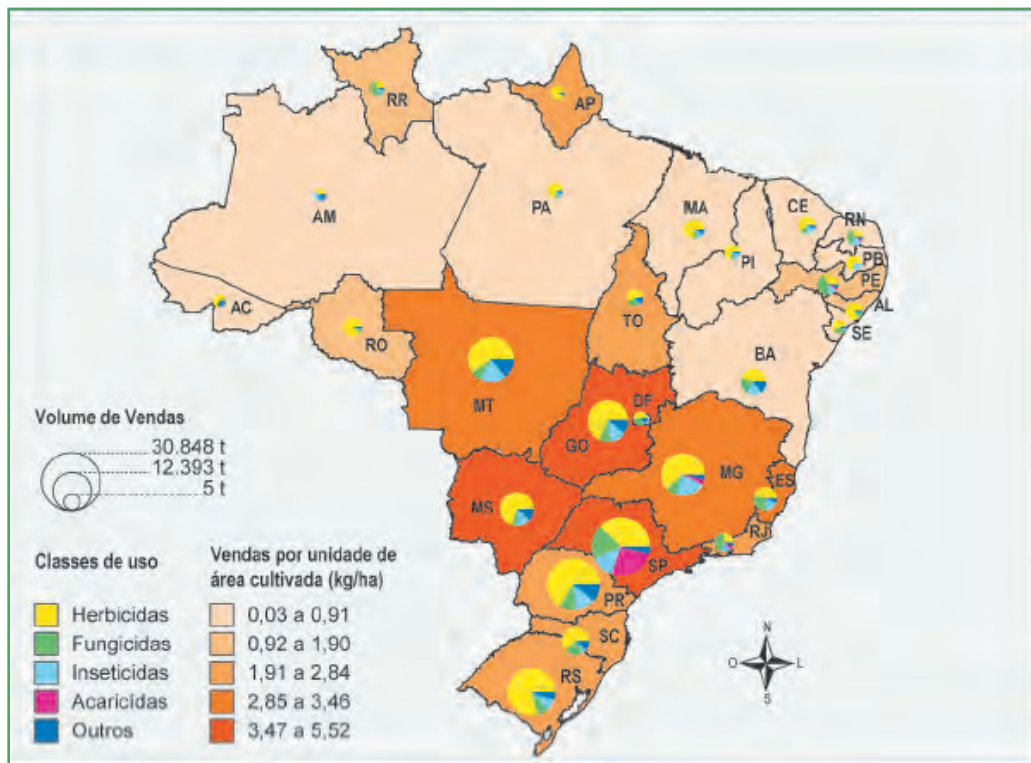 RR
AP
AM
PA
MA
CE
RN
PB
PE
AL
SE
PI
AC
RO
TO
BA
MT
DF
GO
MG
ES
MS
RJ
SP
PR
SC
RS
Volume de Vendas
30.848 t
12.393 t
5 t
Classes de uso
Herbicidas
Fungicidas
Inseticidas
Acaricidas
Outros
Vendas por unidade de
área cultivada (kg/ha)
0,03 a 0,91
0,92 a 1,90
1,91 a 2,84
2,85 a 3,46
3,47 a 5,52
N
O
L
S